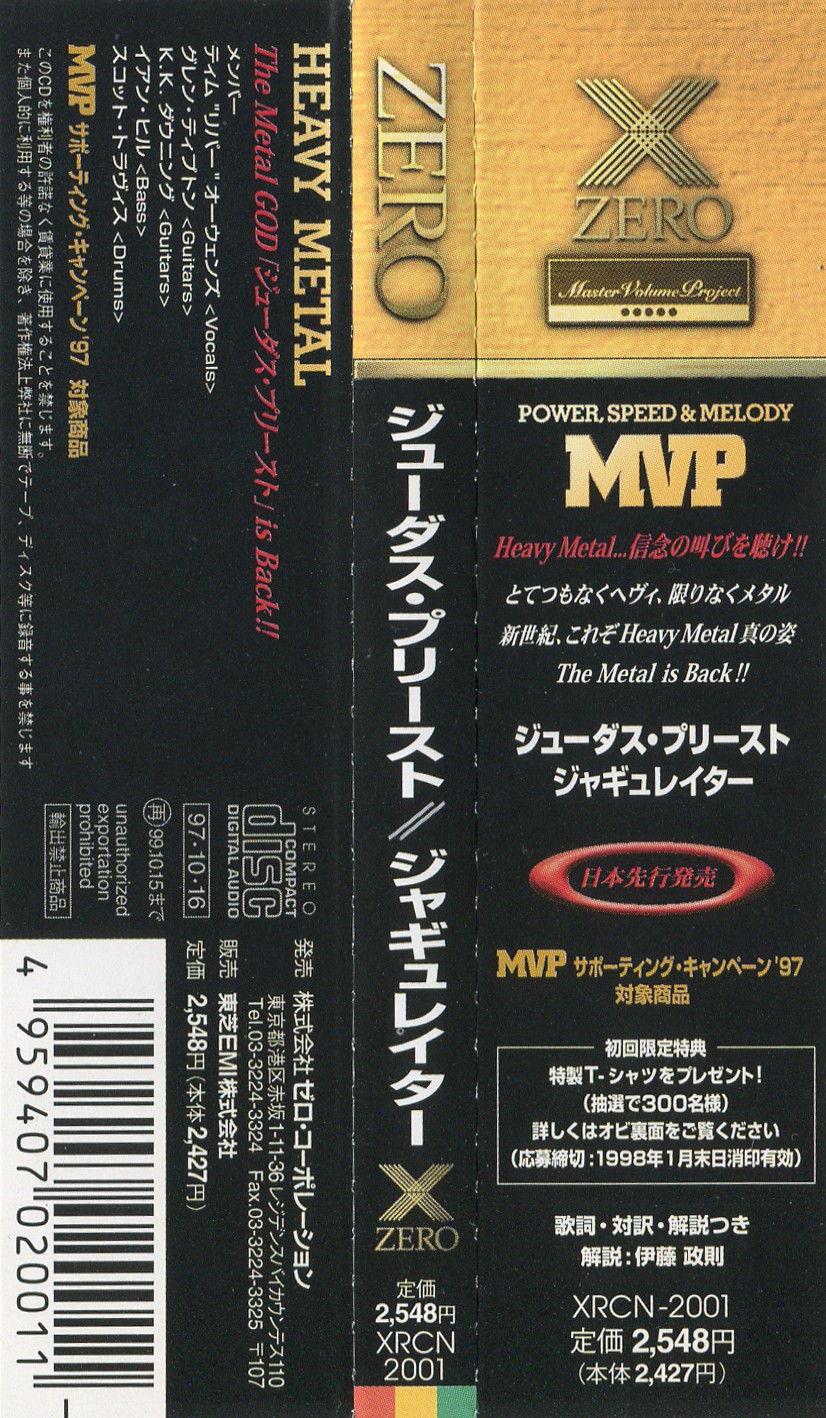 ZERO
Master Volume Project
POWER, SPEED & MELODY
MVP
Heavy Metal...信念の叫びを聴け!!
とてつもなくヘヴィ、限りなくメタル
新世紀、これぞHeavy Metal真の姿
The Metal is Back!!
ジューダス・プリースト
ジャギュレイター
日本先行発売
MVP サポーティング・キャンペーン'97
対象商品
初回限定特典
特製T-シャツをプレゼント!
(抽選で300名様)
詳しくはオビ裏面をご覧ください
(応募締切:1998年1月末日消印有効)
歌詞・対訳・解説つき
解説:伊藤 政則
XRCN-2001
定価 2,548円
(本体2,427円)
ZERO
ジューダス・プリースト//ジャギュレイター
ZERO
定価
2,548円
XRCN
2001
HEAVY METAL
The Metal GOD「ジューダス・プリースト」is Back!!
メンバー
ティム"リパー"オーウェンズ <Vocals>
グレン・ティプトン <Guitars>
K.K. ダウニング <Guitars>
イアン・ヒル <Bass>
スコット・トラヴィス <Drums>
MVP サポーティング・キャンペーン'97 対象商品
このCDを権利者の許諾なく賃貸業に使用することを禁じます。
また個人的に利用する等の場合を除き、著作権法上弊社に無断でテープ、ディスク等に録音する事を禁じます
STEREO
COMPACT
disc
DIGITAL AUDIO
97・10・16
再 99.10.15まで
unauthorized
exportation
prohibited
輸出禁止商品
発売 株式会社 ゼロ・コーポレーション
東京都港区赤坂1-11-36 レジデンスバイカウンテス110
Tel.03-3224-3324 Fax.03-3224-3325 〒107
販売 東芝EMI株式会社
定価 2,548円(本体2,427円)
4 959407 020011